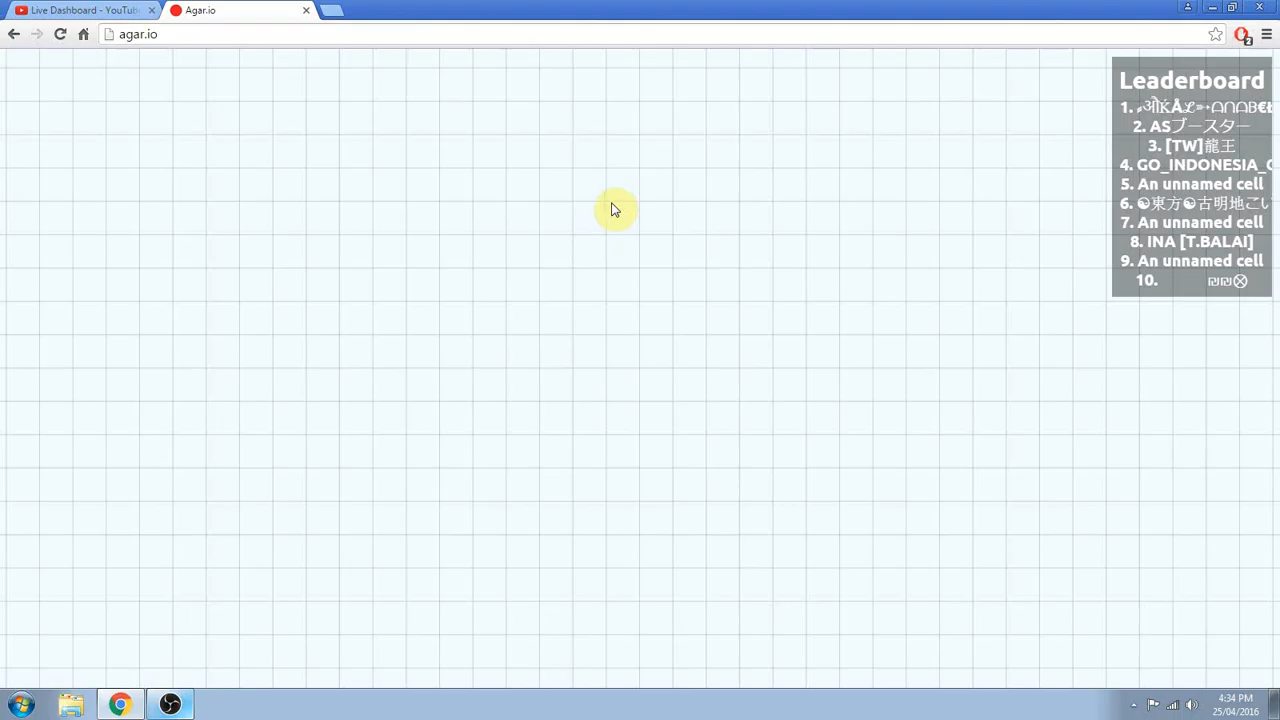 Live Dashboard - YouTub
Agar.io
agar.io
2
Leaderboard
1.
2. ASブースター
3. [TW]龍王
4. GO_INDONESIA_
5. An unnamed cell
6. ☯東方☯古明地こい
7. An unnamed cell
8. INA [T.BALAI]
9. An unnamed cell
10. ₪₪⊗
4:34 PM
25/04/2016